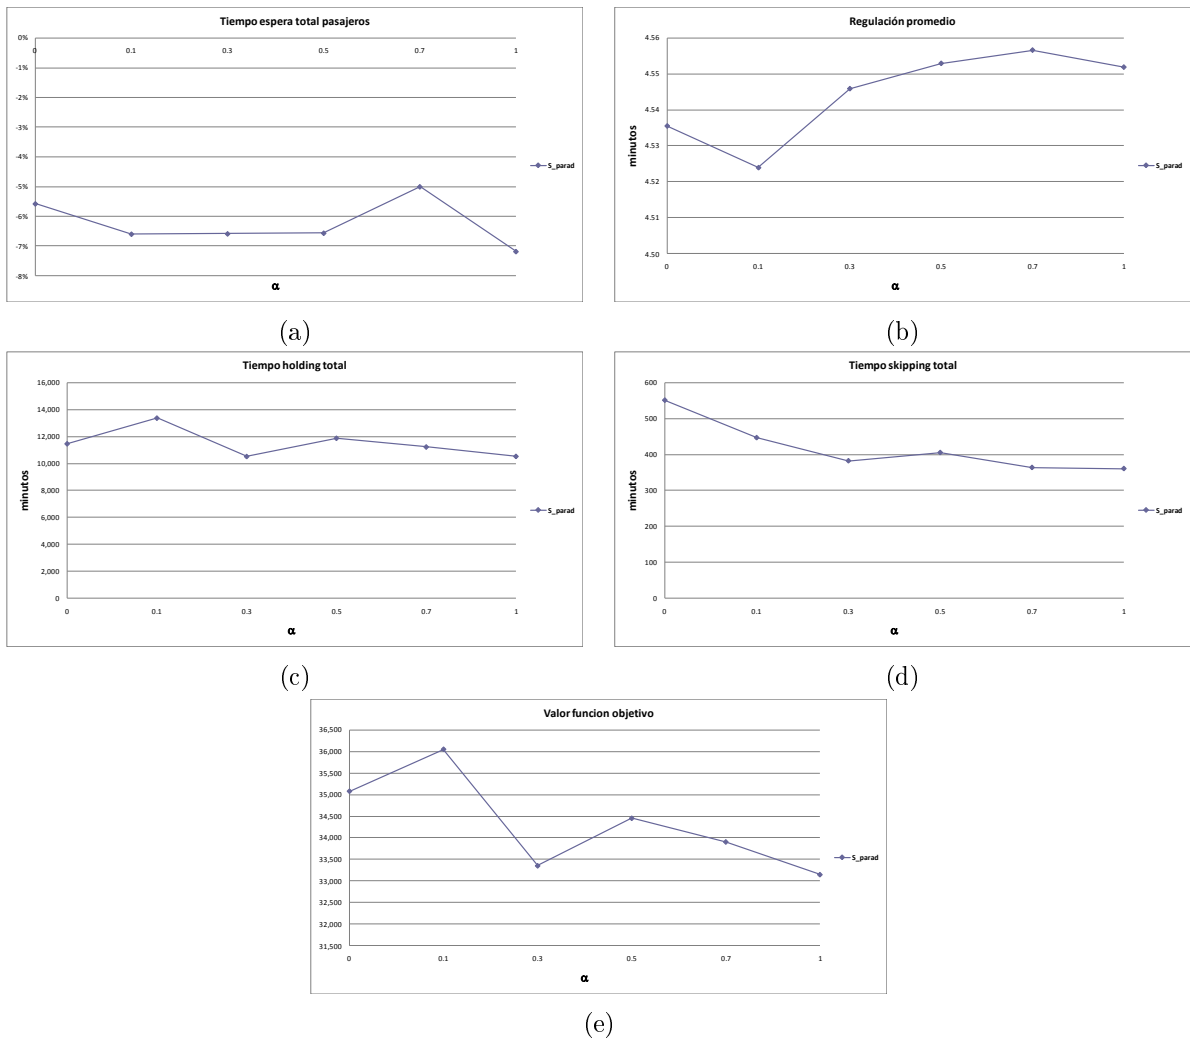 Tiempo espera total pasajeros
0%
-1%
-2%
-3%
-4%
-5%
-6%
-7%
-8%
0 0.1 0.3 0.5 0.7 1
α
S_parad
(a)
Regulación promedio
4.56
4.55
4.54
4.53
4.52
4.51
4.50
minutos
0 0.1 0.3 0.5 0.7 1
α
S_parad
(b)
Tiempo holding total
16,000
14,000
12,000
10,000
8,000
6,000
4,000
2,000
0
minutos
0 0.1 0.3 0.5 0.7 1
α
S_parad
(c)
Tiempo skipping total
600
500
400
300
200
100
0
minutos
0 0.1 0.3 0.5 0.7 1
α
S_parad
(d)
Valor funcion objetivo
36,500
36,000
35,500
35,000
34,500
34,000
33,500
33,000
32,500
32,000
31,500
0 0.1 0.3 0.5 0.7 1
α
S_parad
(e)